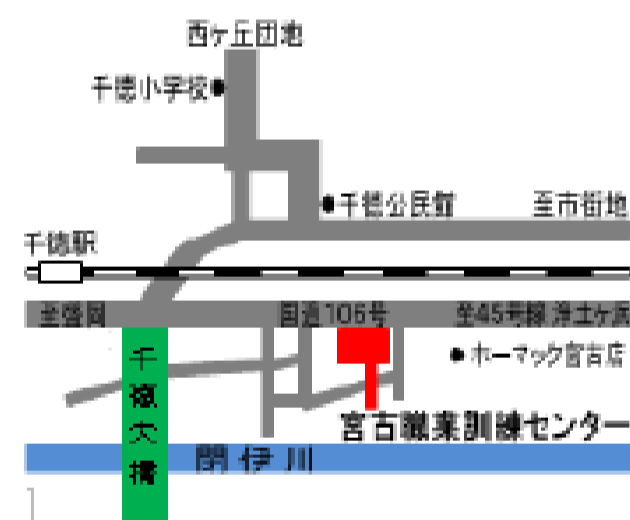 西ヶ丘団地
千徳小学校
千徳公民館
至市街地
千徳駅
至盛岡
国道106号
至45号線 浄土ヶ浜
千徳大橋
ホーマック宮古店
宮古職業訓練センター
閉伊川